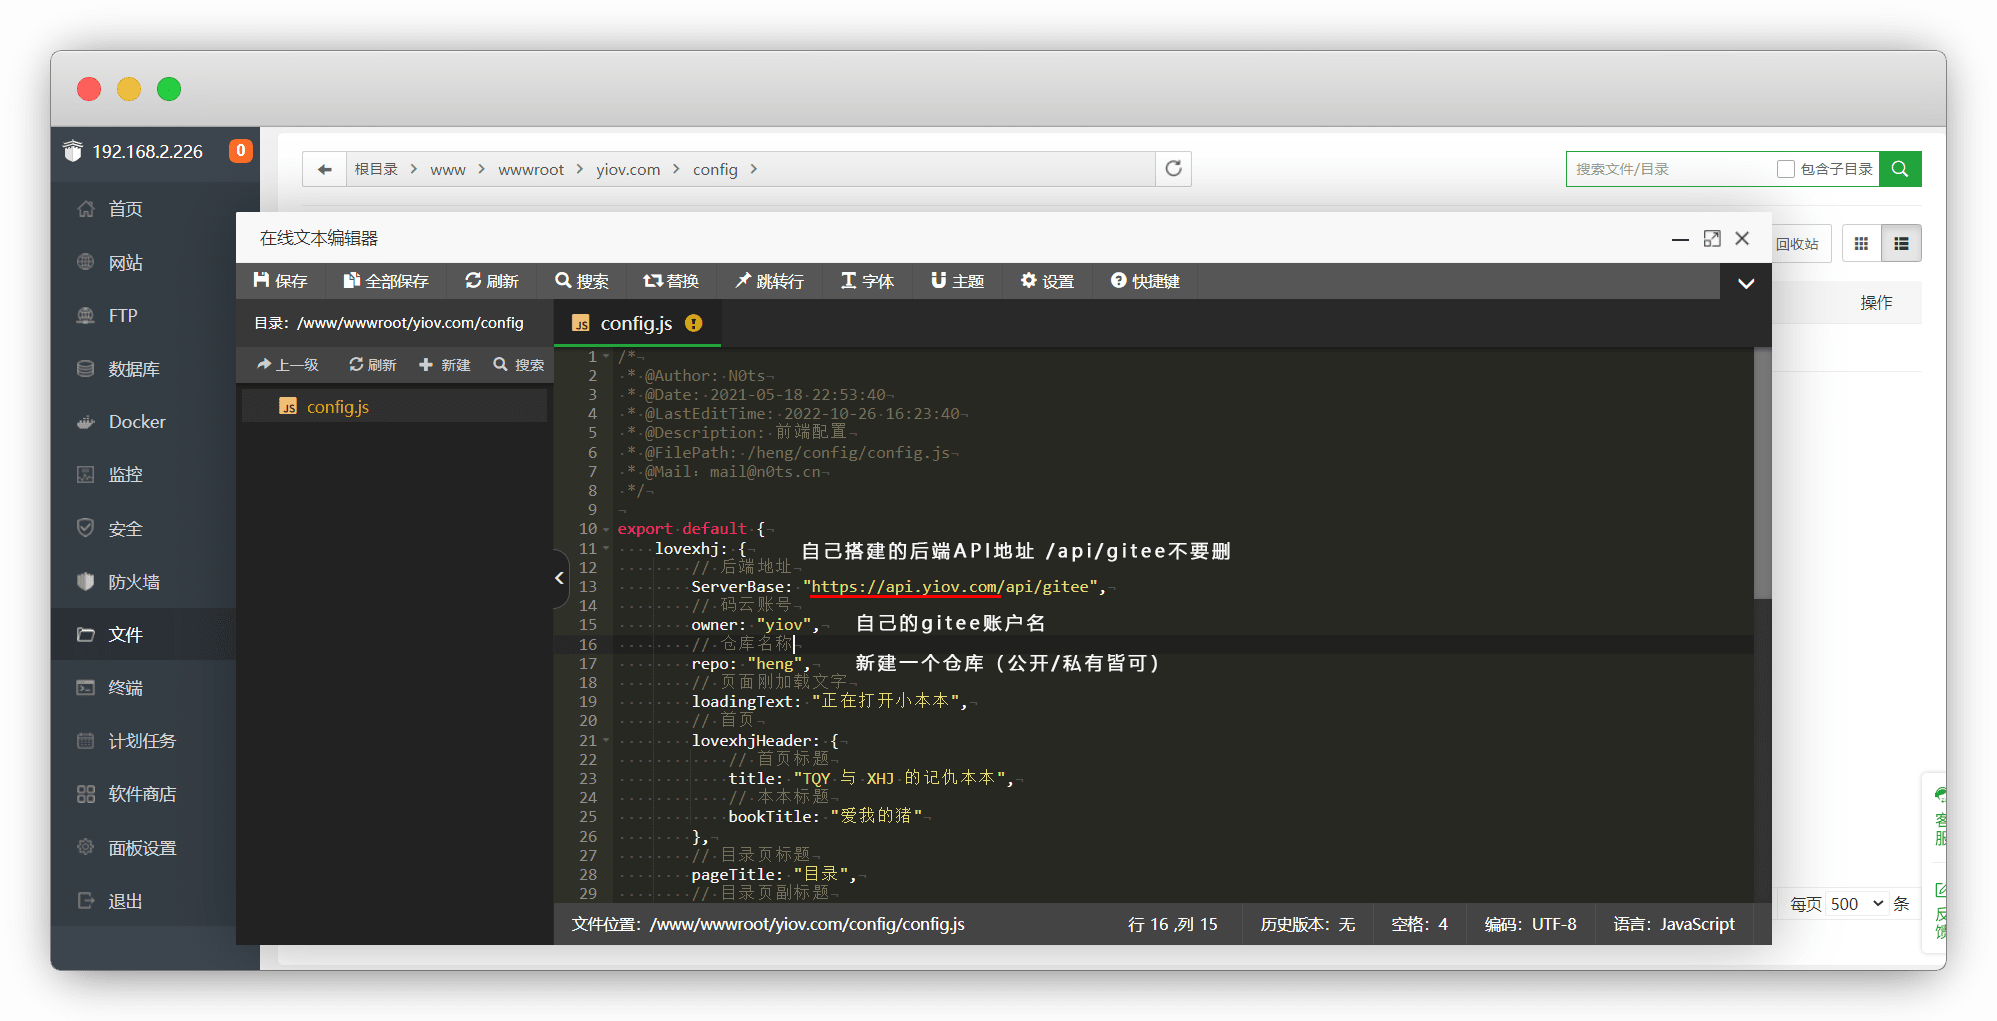 192.168.2.226 0
根目录 > www > wwwroot > yiov.com > config >
搜索文件/目录 包含子目录
首页
网站
FTP
数据库
Docker
监控
安全
防火墙
文件
终端
计划任务
软件商店
面板设置
退出
回收站
操作
在线文本编辑器
保存 全部保存 刷新 搜索 替换 跳转行 字体 主题 设置 快捷键
目录：/www/wwwroot/yiov.com/config
上一级 刷新 新建 搜索
JS config.js
JS config.js
1 /*
2 * @Author: N0ts
3 * @Date: 2021-05-18 22:53:40
4 * @LastEditTime: 2022-10-26 16:23:40
5 * @Description: 前端配置
6 * @FilePath: /heng/config/config.js
7 * @Mail：mail@n0ts.cn
8 */
9
10 export default {
11 lovexhj: {
自己搭建的后端API地址 /api/gitee不要删
12 // 后端地址
13 ServerBase: "https://api.yiov.com/api/gitee",
14 // 码云账号
15 owner: "yiov", 自己的gitee账户名
16 // 仓库名称
17 repo: "heng", 新建一个仓库（公开/私有皆可）
18 // 页面刚加载文字
19 loadingText: "正在打开小本本",
20 // 首页
21 lovexhjHeader: {
22 // 首页标题
23 title: "TQY 与 XHJ 的记仇本本",
24 // 本本标题
25 bookTitle: "爱我的猪"
26 },
27 // 目录页标题
28 pageTitle: "目录",
29 // 目录页副标题
文件位置：/www/wwwroot/yiov.com/config/config.js 行 16 ,列 15 历史版本：无 空格：4 编码：UTF-8 语言：JavaScript
每页 500 条
客服
反馈